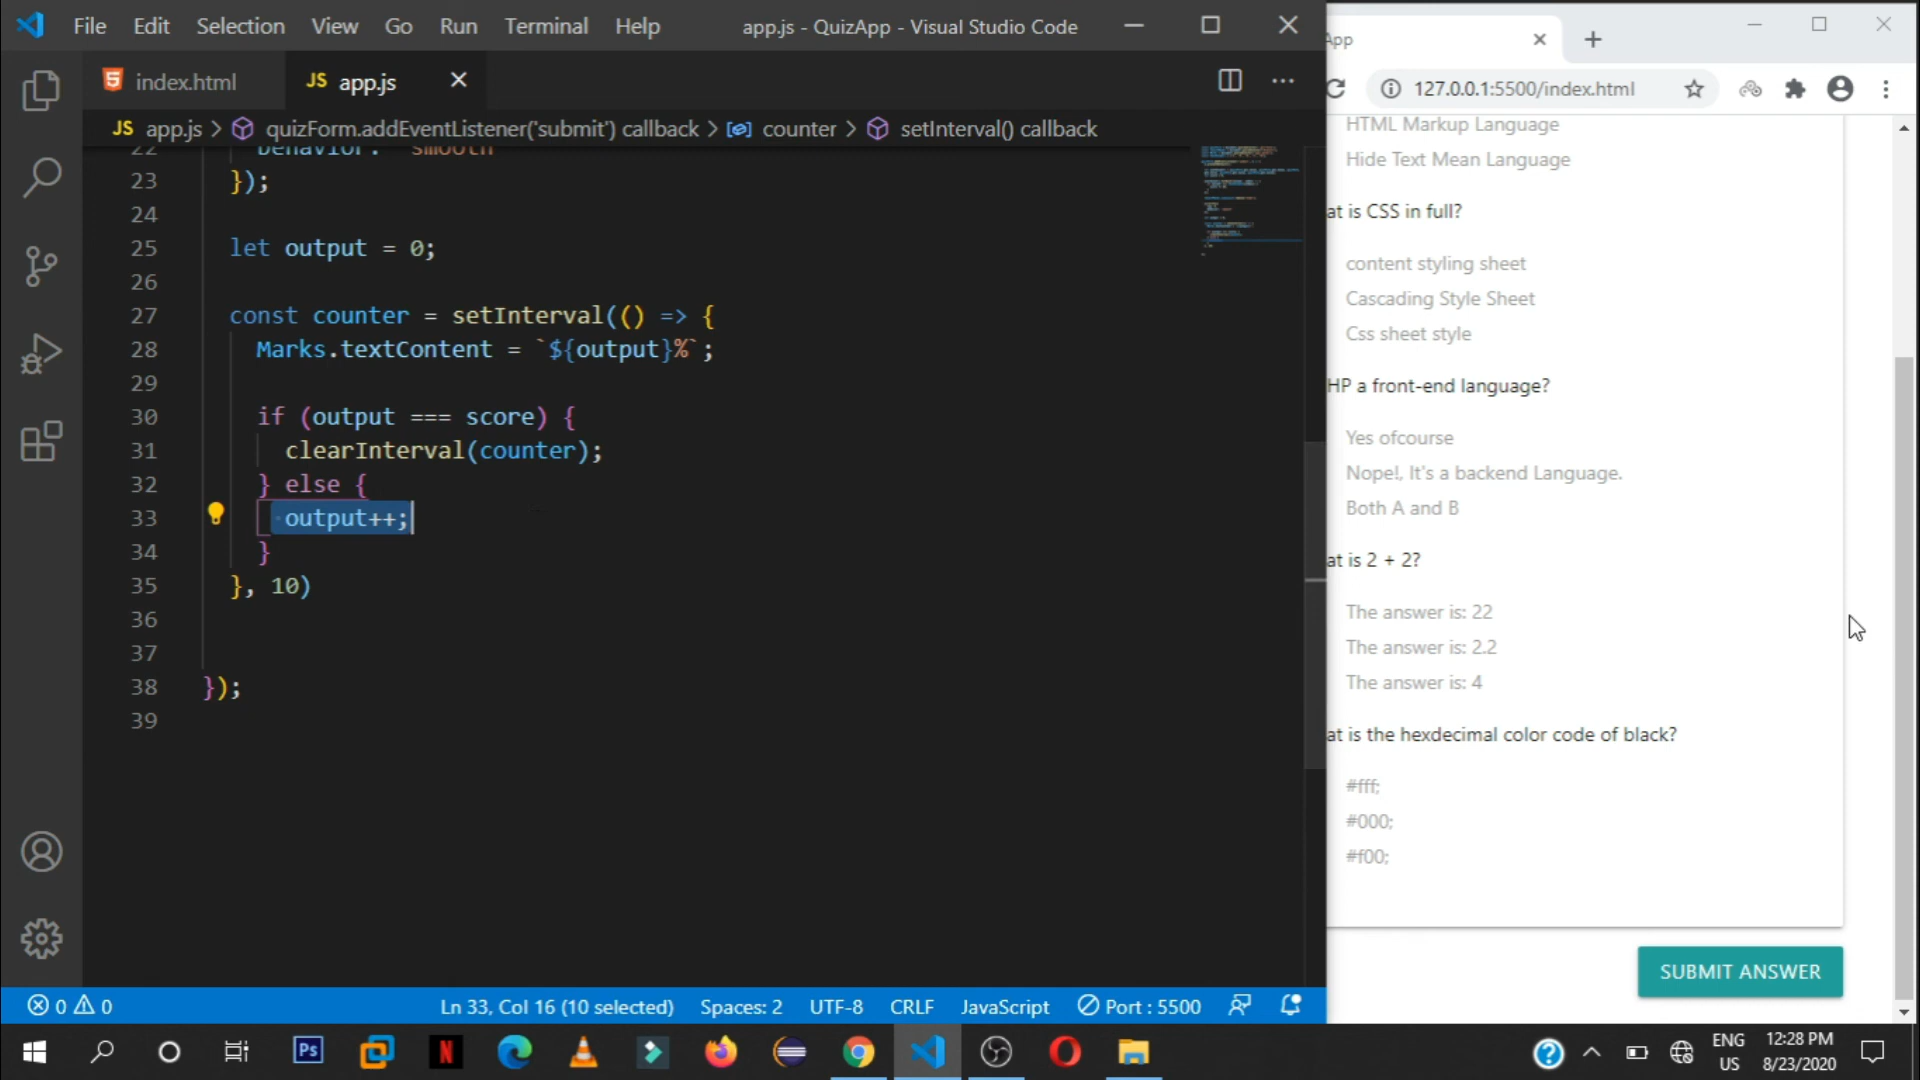 File Edit Selection View Go Run Terminal Help app.js - QuizApp - Visual Studio Code
index.html JS app.js
JS app.js > quizForm.addEventListener('submit') callback > counter > setInterval() callback
22 behavior: "smooth"
23 });
24
25 let output = 0;
26
27 const counter = setInterval(() => {
28 Marks.textContent = `${output}%`;
29
30 if (output === score) {
31 clearInterval(counter);
32 } else {
33 output++;
34 }
35 }, 10)
36
37
38 });
39
0 0 Ln 33, Col 16 (10 selected) Spaces: 2 UTF-8 CRLF JavaScript Port : 5500
App
127.0.0.1:5500/index.html
HTML Markup Language
Hide Text Mean Language
at is CSS in full?
content styling sheet
Cascading Style Sheet
Css sheet style
HP a front-end language?
Yes ofcourse
Nope!, It's a backend Language.
Both A and B
at is 2 + 2?
The answer is: 22
The answer is: 2.2
The answer is: 4
at is the hexdecimal color code of black?
#fff;
#000;
#f00;
SUBMIT ANSWER
Ps
N
ENG
US
12:28 PM
8/23/2020